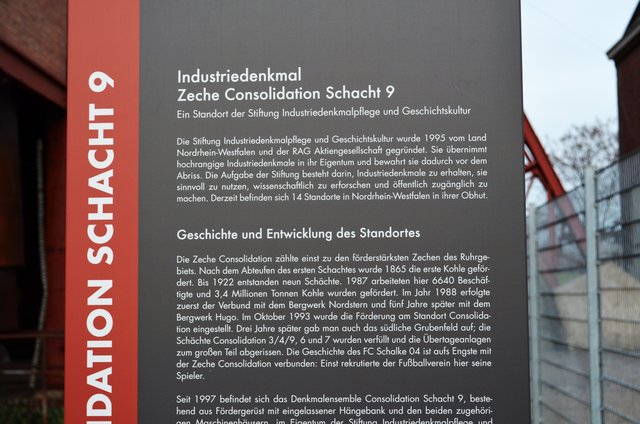 IDATION SCHACHT 9
Industriedenkmal
Zeche Consolidation Schacht 9
Ein Standort der Stiftung Industriedenkmalpflege und Geschichtskultur
Die Stiftung Industriedenkmalpflege und Geschichtskultur wurde 1995 vom Land
Nordrhein-Westfalen und der RAG Aktiengesellschaft gegründet. Sie übernimmt
hochrangige Industriedenkmale in ihr Eigentum und bewahrt sie dadurch vor dem
Abriss. Die Aufgabe der Stiftung besteht darin, Industriedenkmale zu erhalten, sie
sinnvoll zu nutzen, wissenschaftlich zu erforschen und öffentlich zugänglich zu
machen. Derzeit befinden sich 14 Standorte in Nordrhein-Westfalen in ihrer Obhut.
Geschichte und Entwicklung des Standortes
Die Zeche Consolidation zählte einst zu den förderstärksten Zechen des Ruhrge-
biets. Nach dem Abteufen des ersten Schachtes wurde 1865 die erste Kohle geför-
dert. Bis 1922 entstanden neun Schächte. 1987 arbeiteten hier 6640 Beschäf-
tigte und 3,4 Millionen Tonnen Kohle wurden gefördert. Im Jahr 1988 erfolgte
zuerst der Verbund mit dem Bergwerk Nordstern und fünf Jahre später mit dem
Bergwerk Hugo. Im Oktober 1993 wurde die Förderung am Standort Consolida-
tion eingestellt. Drei Jahre später gab man auch das südliche Grubenfeld auf; die
Schächte Consolidation 3/4/9, 6 und 7 wurden verfüllt und die Übertageanlagen
zum großen Teil abgerissen. Die Geschichte des FC Schalke 04 ist aufs Engste mit
der Zeche Consolidation verbunden: Einst rekrutierte der Fußballverein hier seine
Spieler.
Seit 1997 befindet sich das Denkmalensemble Consolidation Schacht 9, beste-
hend aus Fördergerüst mit eingelassener Hängebank und den beiden zugehöri-
gen Maschinenhäusern, im Eigentum der Stiftung Industriedenkmalpflege und